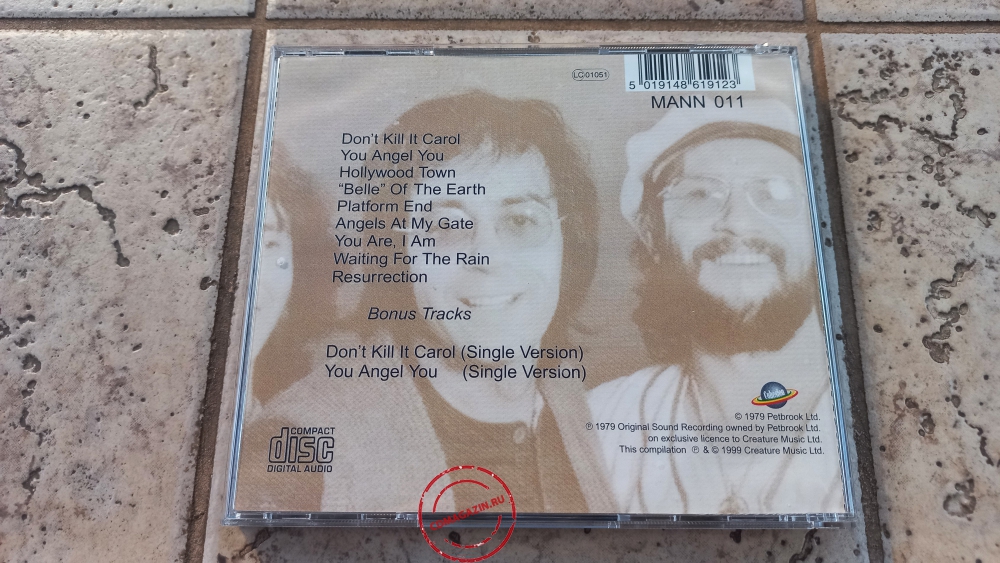 LC 01051
5 019148 619123
MANN 011
Don't Kill It Carol
You Angel You
Hollywood Town
“Belle” Of The Earth
Platform End
Angels At My Gate
You Are, I Am
Waiting For The Rain
Resurrection
Bonus Tracks
Don't Kill It Carol (Single Version)
You Angel You (Single Version)
© 1979 Petbrook Ltd.
℗ 1979 Original Sound Recording owned by Petbrook Ltd.
on exclusive licence to Creature Music Ltd.
This compilation ℗ & © 1999 Creature Music Ltd.
COMPACT
disc
DIGITAL AUDIO